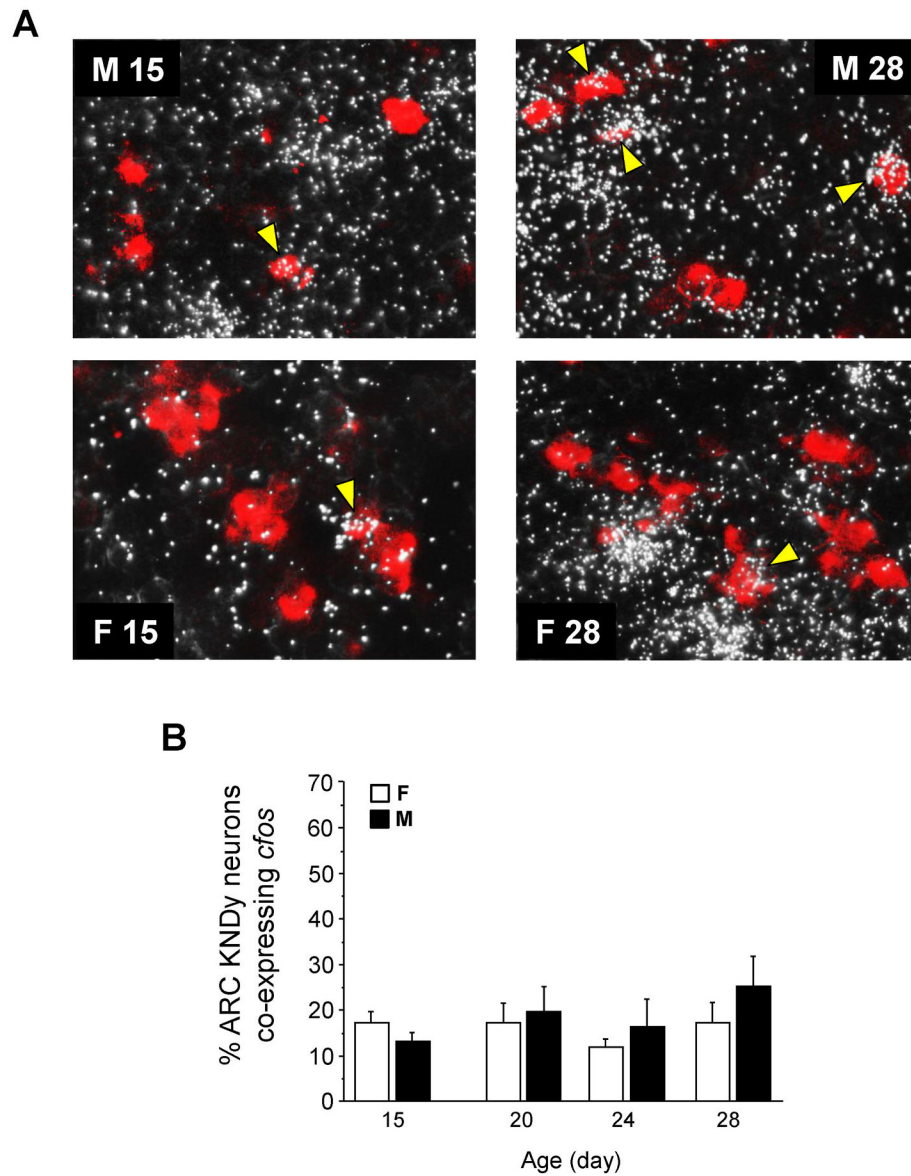 A
M 15
M 28
F 15
F 28
B
% ARC KNDy neurons
co-expressing cfos
70
60
50
40
30
20
10
0
F
M
15 20 24 28
Age (day)